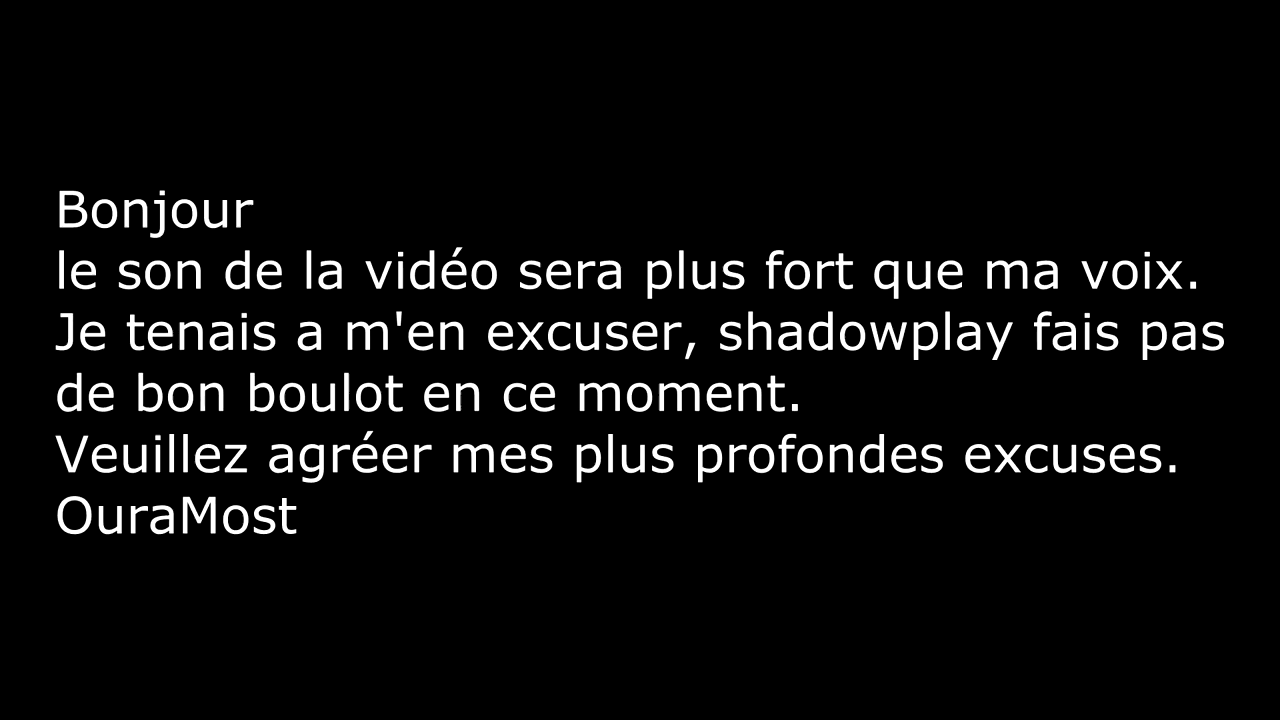 Bonjour
le son de la vidéo sera plus fort que ma voix.
Je tenais a m'en excuser, shadowplay fais pas
de bon boulot en ce moment.
Veuillez agréer mes plus profondes excuses.
OuraMost